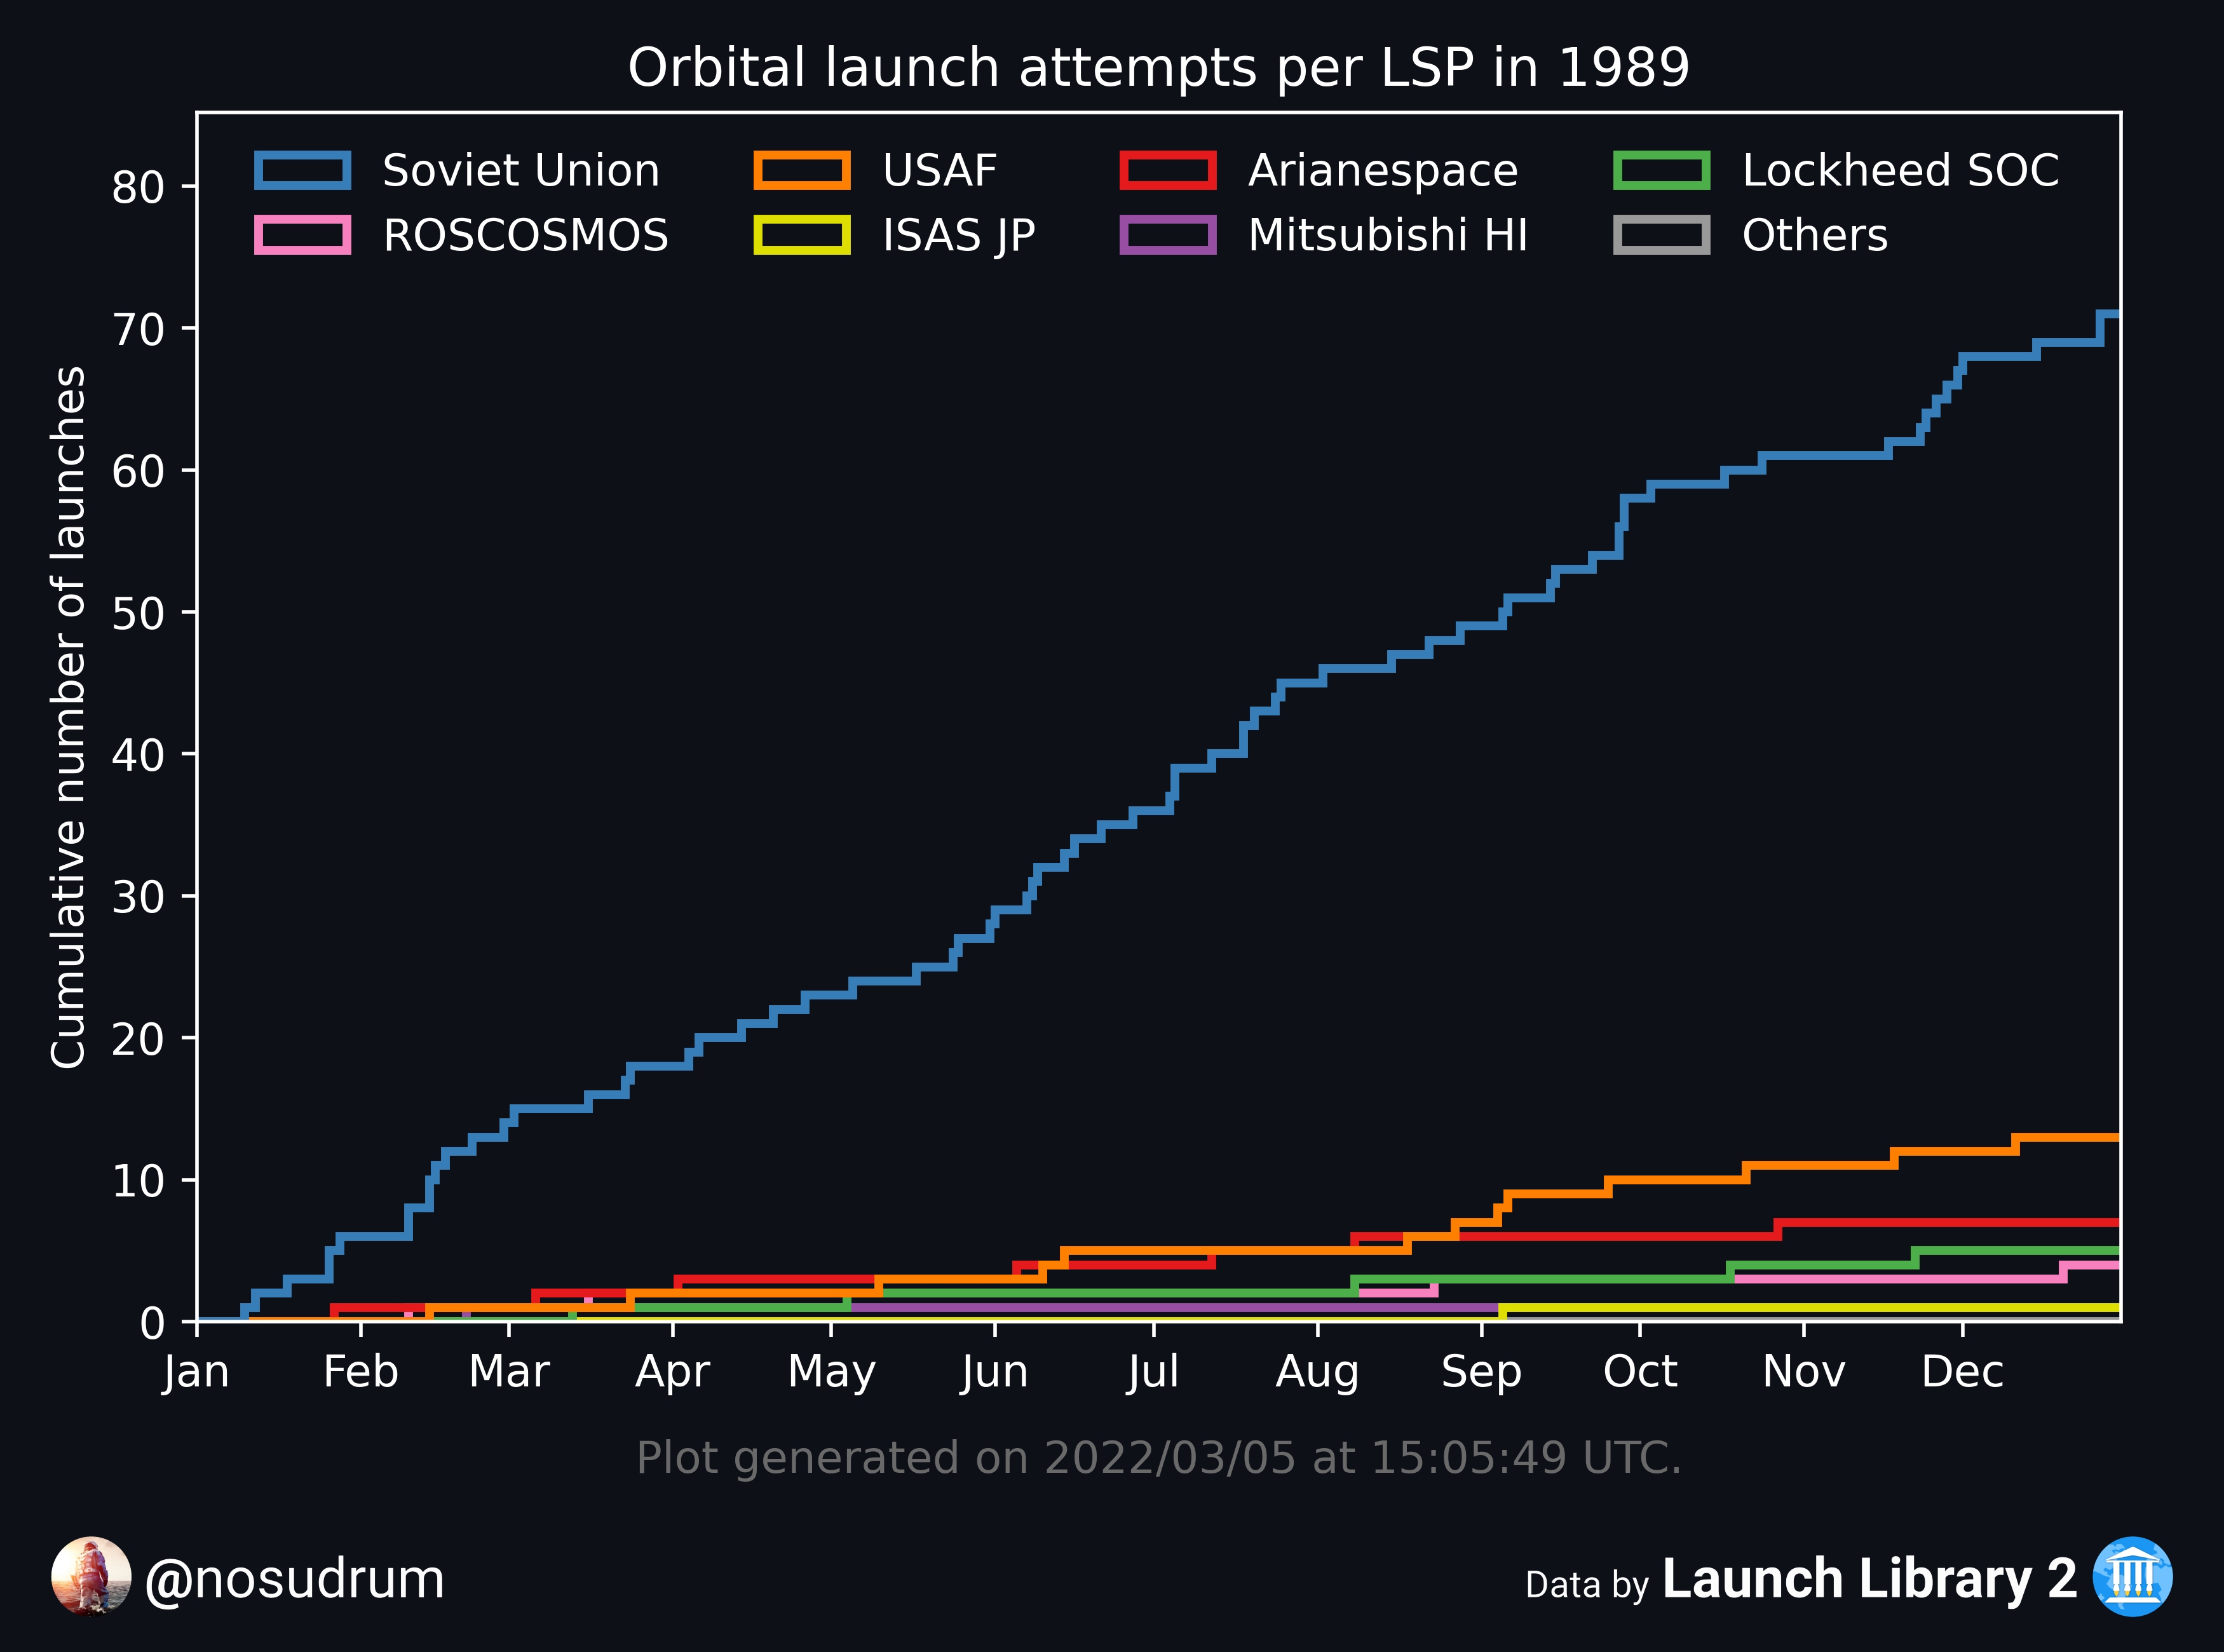 Orbital launch attempts per LSP in 1989
Soviet Union
USAF
Arianespace
Lockheed SOC
ROSCOSMOS
ISAS JP
Mitsubishi HI
Others
Cumulative number of launches
80
70
60
50
40
30
20
10
0
Jan Feb Mar Apr May Jun Jul Aug Sep Oct Nov Dec
Plot generated on 2022/03/05 at 15:05:49 UTC.
@nosudrum
Data by Launch Library 2